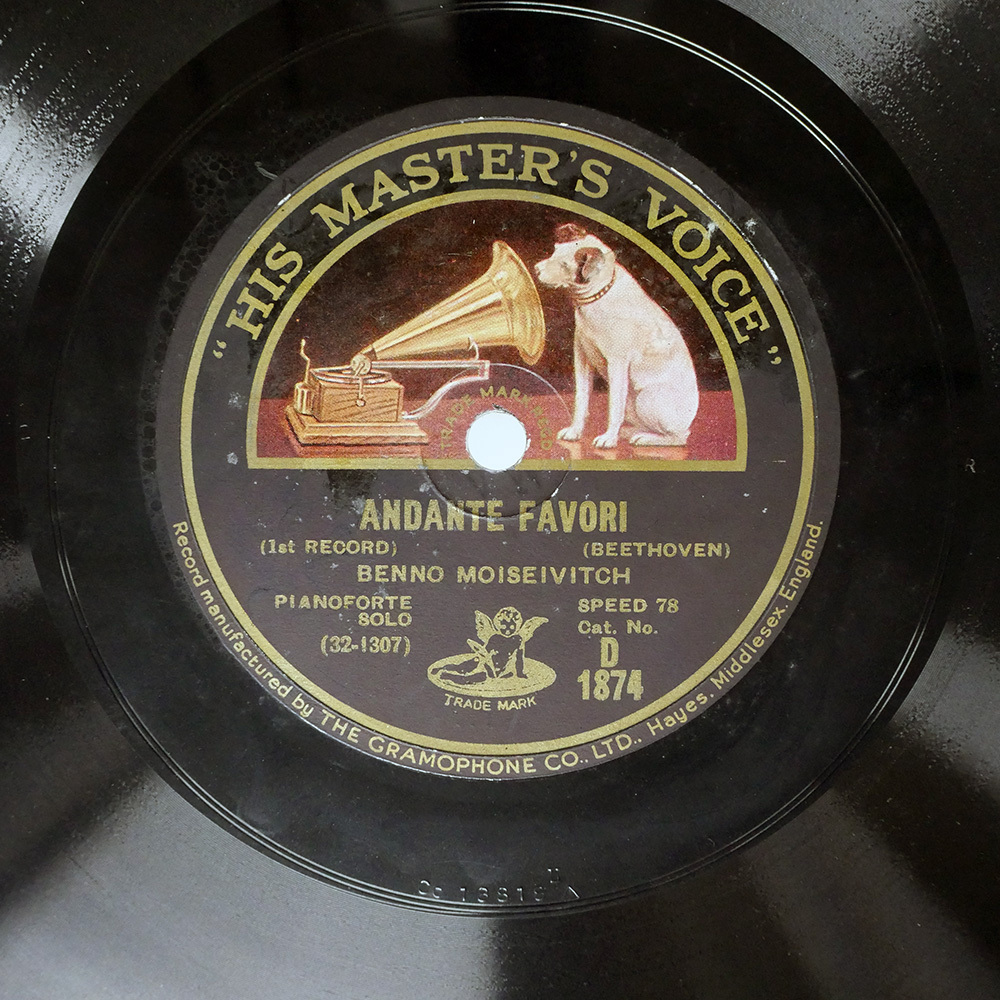 “HIS MASTER'S VOICE”
TRADE MARK
ANDANTE FAVORI
(1st RECORD) (BEETHOVEN)
BENNO MOISEIVITCH
PIANOFORTE SOLO
(32-1307)
SPEED 78
Cat. No.
D
1874
TRADE MARK
Record manufactured by THE GRAMOPHONE CO., LTD., Hayes, Middlesex, England.
R